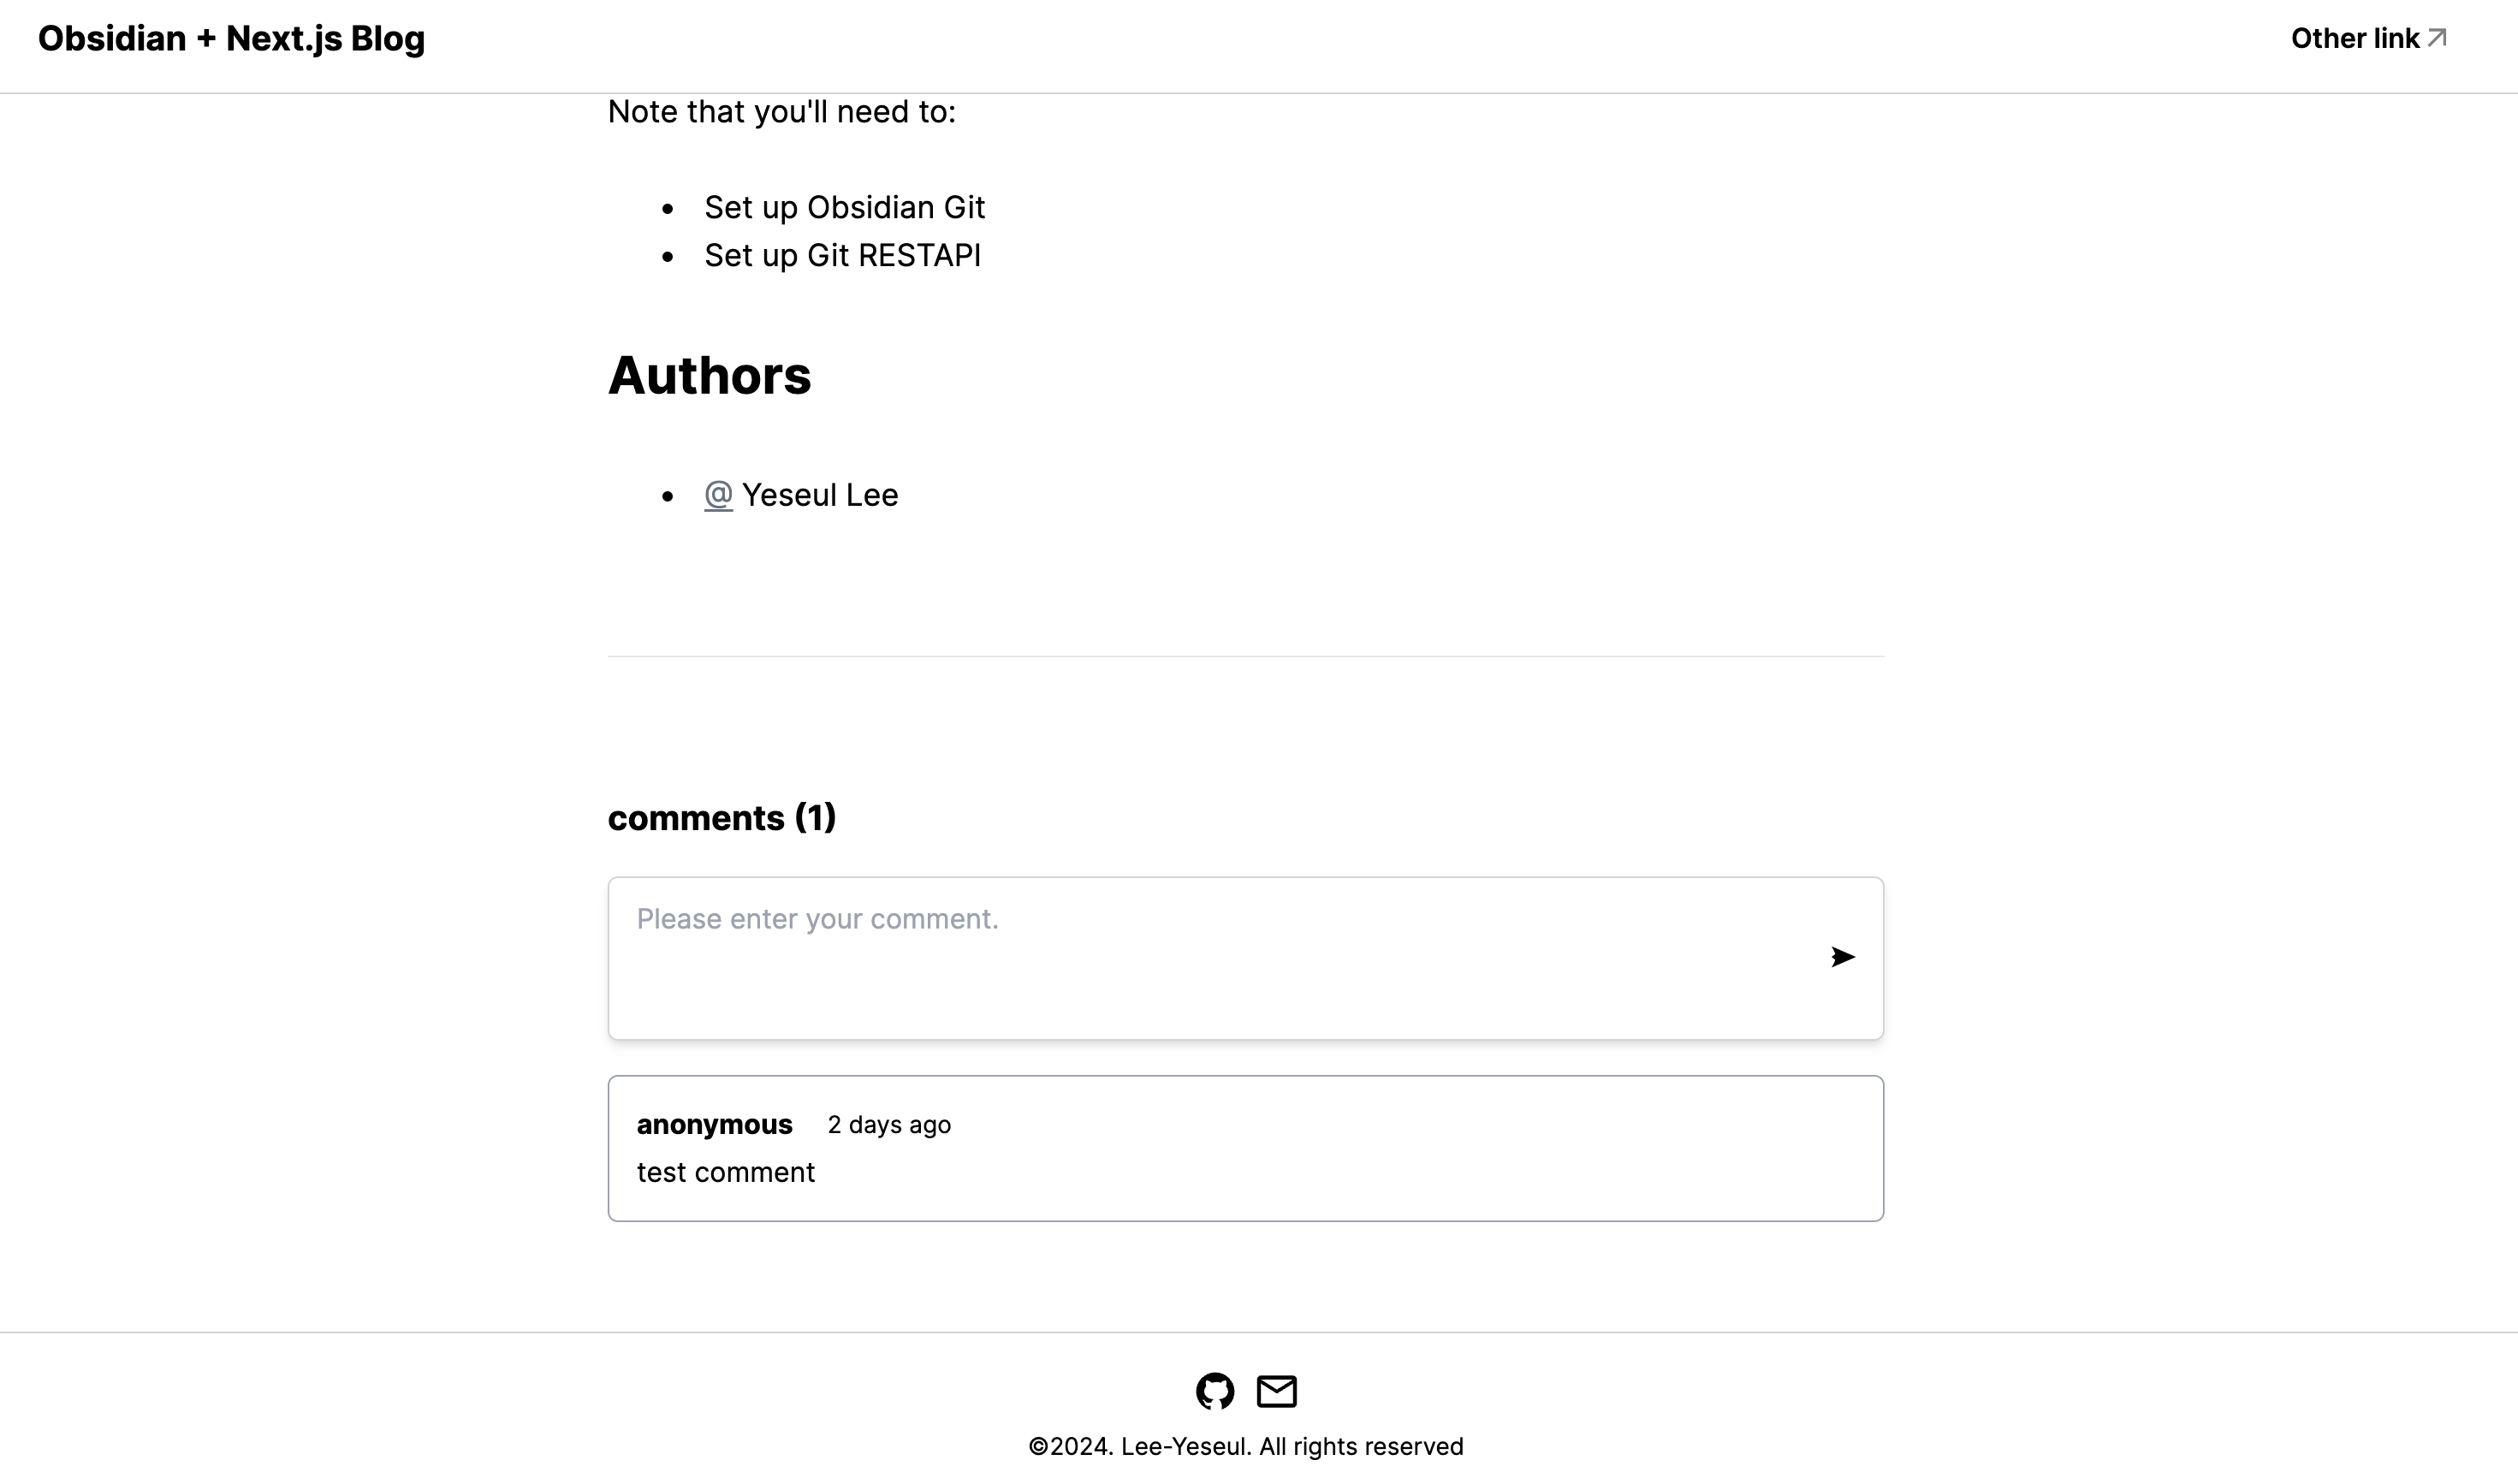 Obsidian + Next.js Blog
Other link
Note that you'll need to:
Set up Obsidian Git
Set up Git RESTAPI
Authors
@ Yeseul Lee
comments (1)
Please enter your comment.
anonymous 2 days ago
test comment
©2024. Lee-Yeseul. All rights reserved